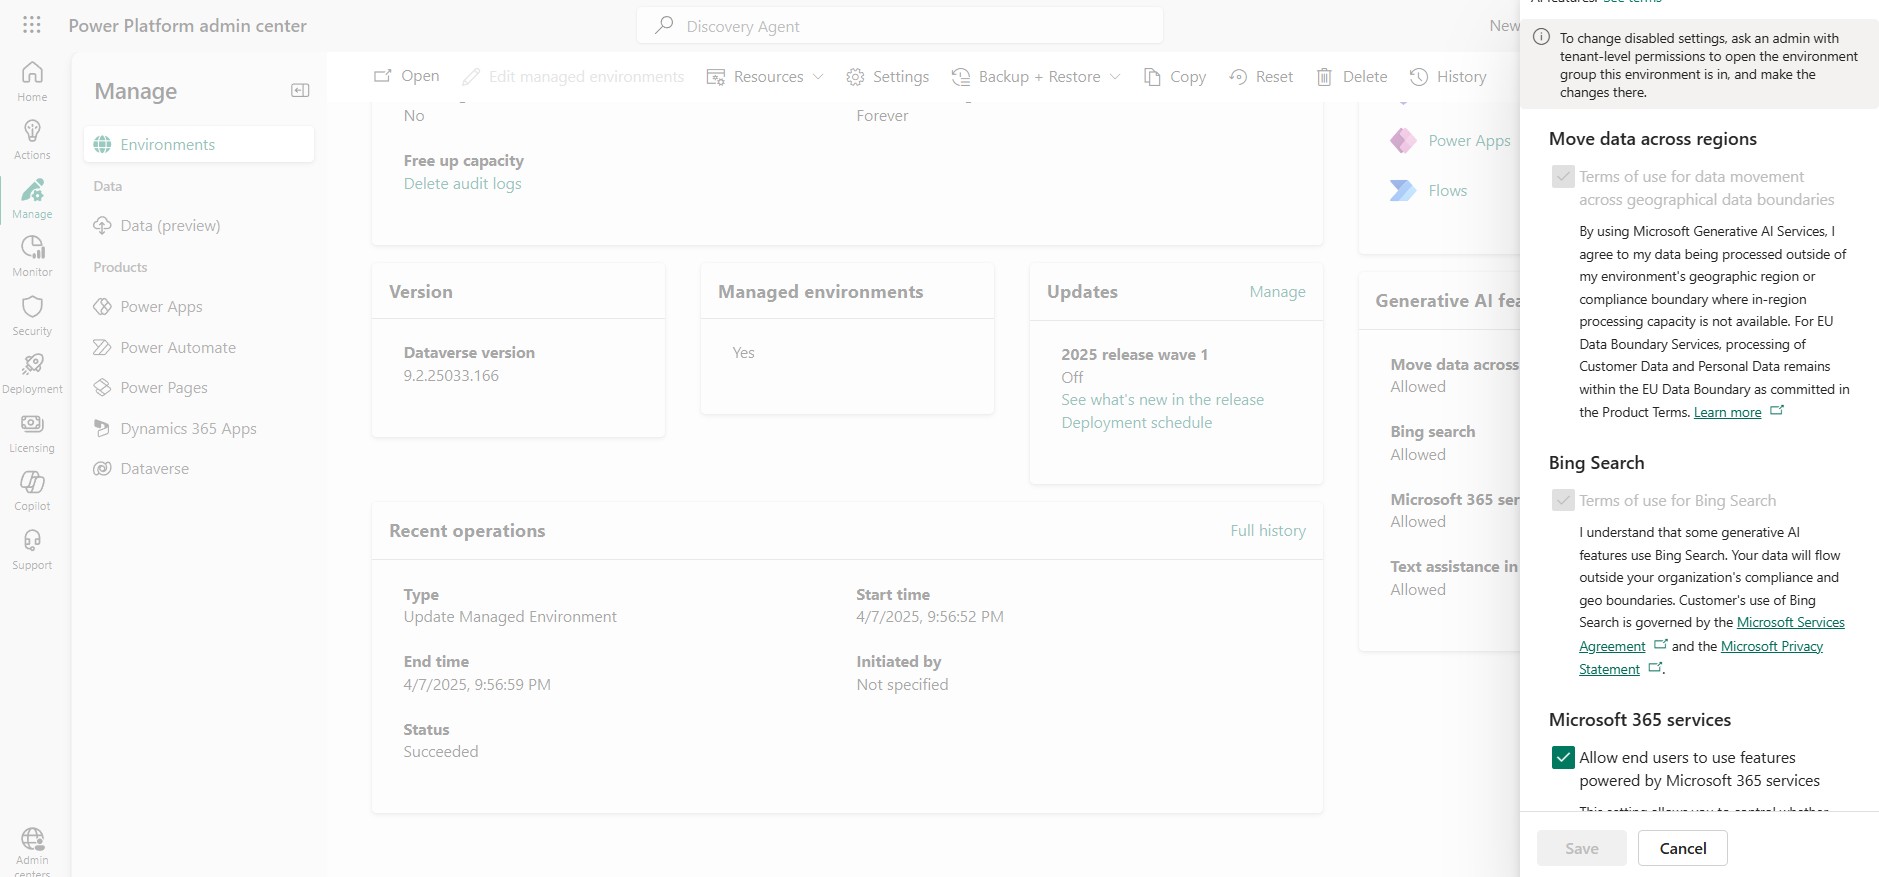 Power Platform admin center
Discovery Agent
New
Home
Actions
Manage
Monitor
Security
Deployment
Licensing
Copilot
Support
Admin
centers
Manage
Environments
Data
Data (preview)
Products
Power Apps
Power Automate
Power Pages
Dynamics 365 Apps
Dataverse
Open
Edit managed environments
Resources
Settings
Backup + Restore
Copy
Reset
Delete
History
No
Forever
Free up capacity
Delete audit logs
Power Apps
Flows
Version
Dataverse version
9.2.25033.166
Managed environments
Yes
Updates
Manage
2025 release wave 1
Off
See what's new in the release
Deployment schedule
Generative AI fea
Move data across
Allowed
Bing search
Allowed
Microsoft 365 ser
Allowed
Text assistance in
Allowed
Recent operations
Full history
Type
Update Managed Environment
Start time
4/7/2025, 9:56:52 PM
End time
4/7/2025, 9:56:59 PM
Initiated by
Not specified
Status
Succeeded
AI features. See terms
To change disabled settings, ask an admin with
tenant-level permissions to open the environment
group this environment is in, and make the
changes there.
Move data across regions
Terms of use for data movement
across geographical data boundaries
By using Microsoft Generative AI Services, I
agree to my data being processed outside of
my environment's geographic region or
compliance boundary where in-region
processing capacity is not available. For EU
Data Boundary Services, processing of
Customer Data and Personal Data remains
within the EU Data Boundary as committed in
the Product Terms. Learn more
Bing Search
Terms of use for Bing Search
I understand that some generative AI
features use Bing Search. Your data will flow
outside your organization's compliance and
geo boundaries. Customer's use of Bing
Search is governed by the Microsoft Services
Agreement and the Microsoft Privacy
Statement .
Microsoft 365 services
Allow end users to use features
powered by Microsoft 365 services
This setting allows you to control whether
Save
Cancel